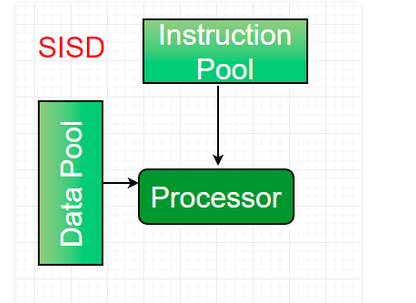 SISD
Instruction
Pool
Data Pool
Processor